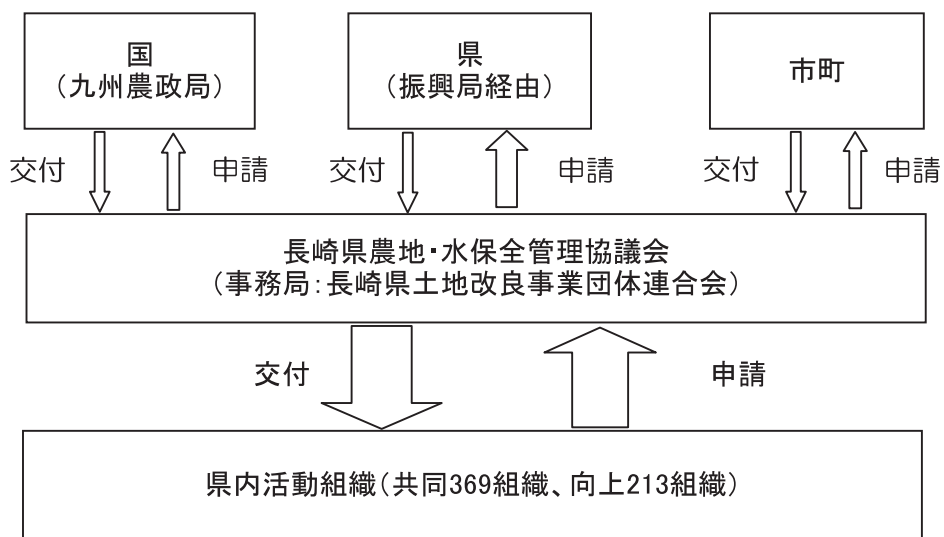 国
（九州農政局）
県
（振興局経由）
市町
交付
申請
交付
申請
交付
申請
長崎県農地・水保全管理協議会
（事務局：長崎県土地改良事業団体連合会）
交付
申請
県内活動組織（共同369組織、向上213組織）